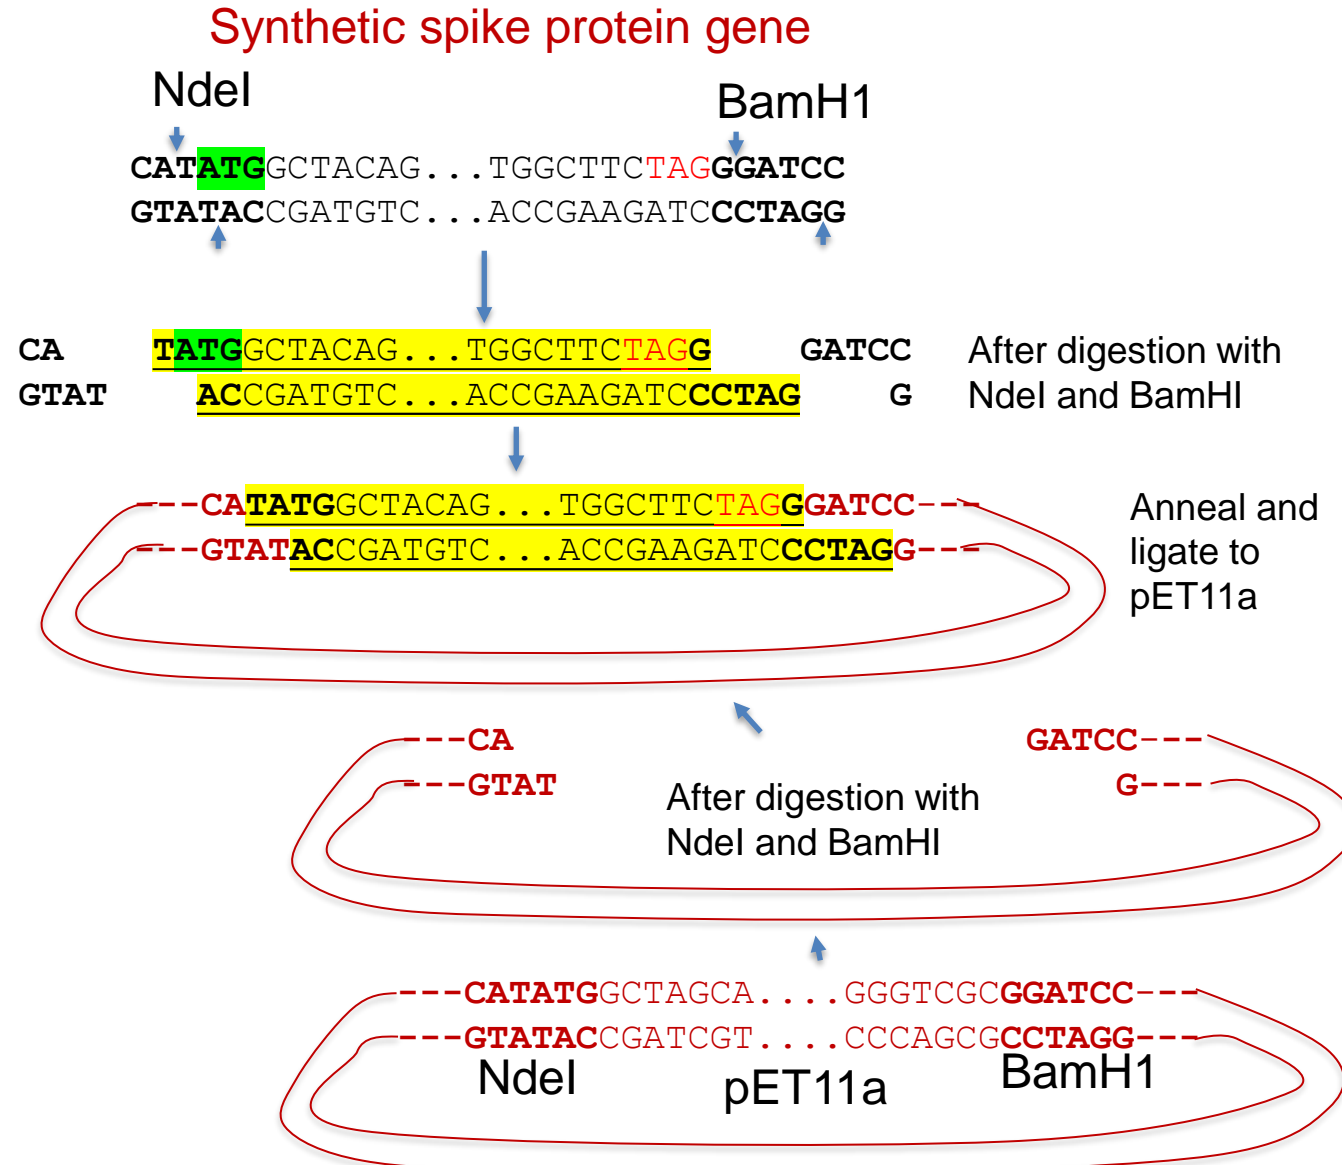 Synthetic spike protein gene
NdeI
BamH1
CATATGGCTACAG...TGGCTTCTAGGGATCC
GTATACCGATGTC...ACCGAAGATCCCTAGG
CA TATGGCTACAG...TGGCTTCTAGG GATCC
GTAT ACCGATGTC...ACCGAAGATCCCTAG G
After digestion with
NdeI and BamHI
---CATATGGCTACAG...TGGCTTCTAGGGATCC---
---GTATACCGATGTC...ACCGAAGATCCCTAGG---
Anneal and
ligate to
pET11a
---CA GATCC---
---GTAT G---
After digestion with
NdeI and BamHI
---CATATGGCTAGCA....GGGTCGCGGATCC---
---GTATACCGATCGT....CCCAGCGCCTAGG---
NdeI
pET11a
BamH1